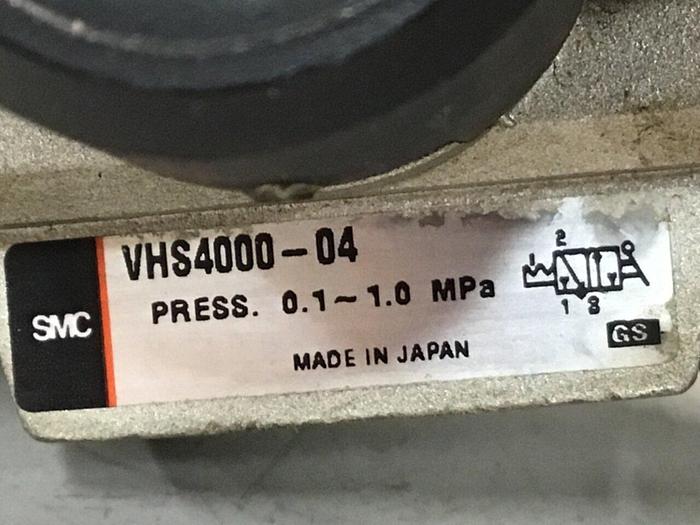 SMC
VHS4000-04
PRESS. 0.1~1.0 MPa
MADE IN JAPAN
2
1 3
GS